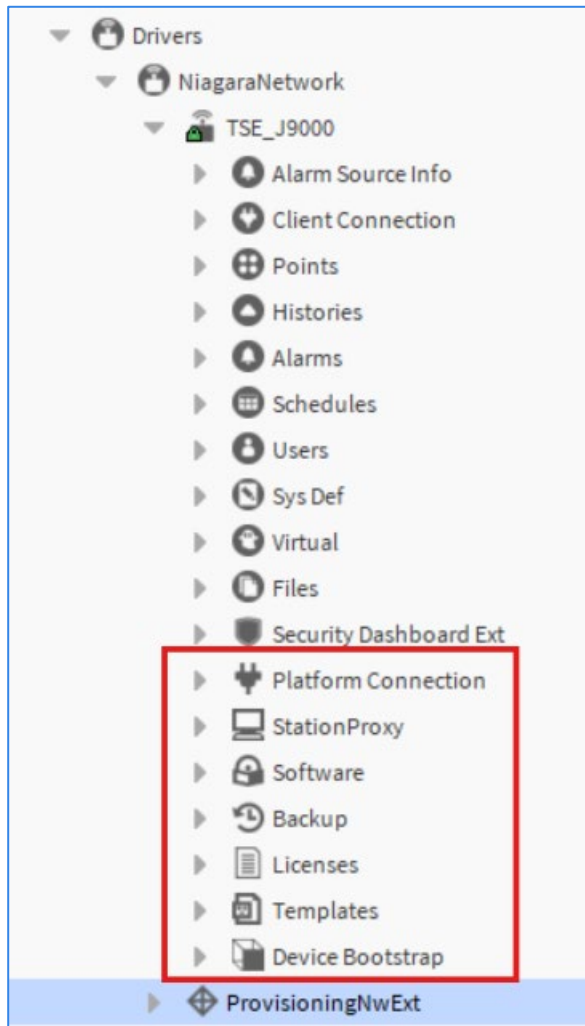 Drivers
NiagaraNetwork
TSE_J9000
Alarm Source Info
Client Connection
Points
Histories
Alarms
Schedules
Users
Sys Def
Virtual
Files
Security Dashboard Ext
Platform Connection
StationProxy
Software
Backup
Licenses
Templates
Device Bootstrap
ProvisioningNwExt